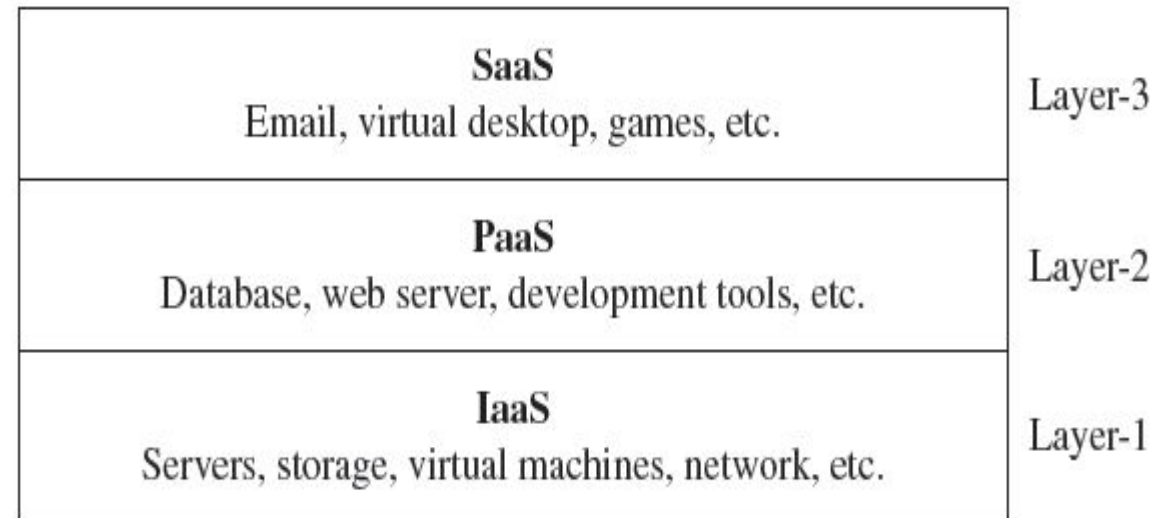 SaaS
Email, virtual desktop, games, etc.
Layer-3
PaaS
Database, web server, development tools, etc.
Layer-2
IaaS
Servers, storage, virtual machines, network, etc.
Layer-1